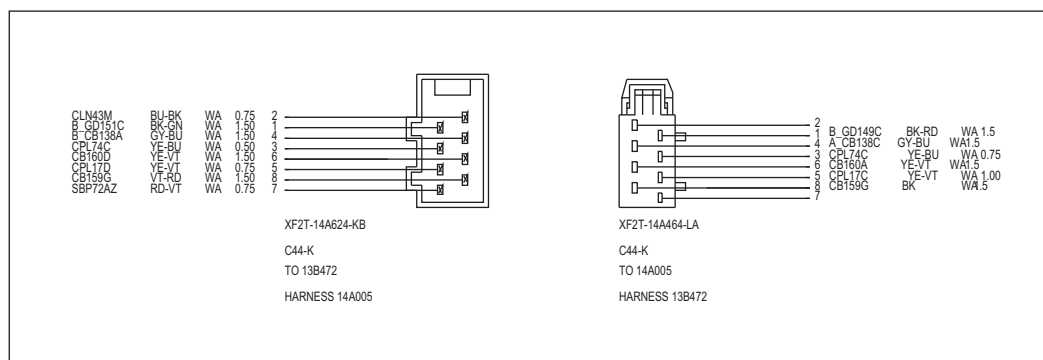 CLN43M BU-BK WA 0.75 2
B_GD151C BK-GN WA 1.50 1
B_CB138A GY-BU WA 1.50 4
CPL74C YE-BU WA 0.50 3
CB160D YE-VT WA 1.50 6
CPL17D YE-VT WA 0.75 5
CB159G VT-RD WA 1.50 8
SBP72AZ RD-VT WA 0.75 7
XF2T-14A624-KB
C44-K
TO 13B472
HARNESS 14A005
2
1 B_GD149C BK-RD WA 1.5
4 A_CB138C GY-BU WA1.5
3 CPL74C YE-BU WA 0.75
6 CB160A YE-VT WA1.5
5 CPL17C YE-VT WA 1.00
8 CB159G BK WA1.5
7
XF2T-14A464-LA
C44-K
TO 14A005
HARNESS 13B472